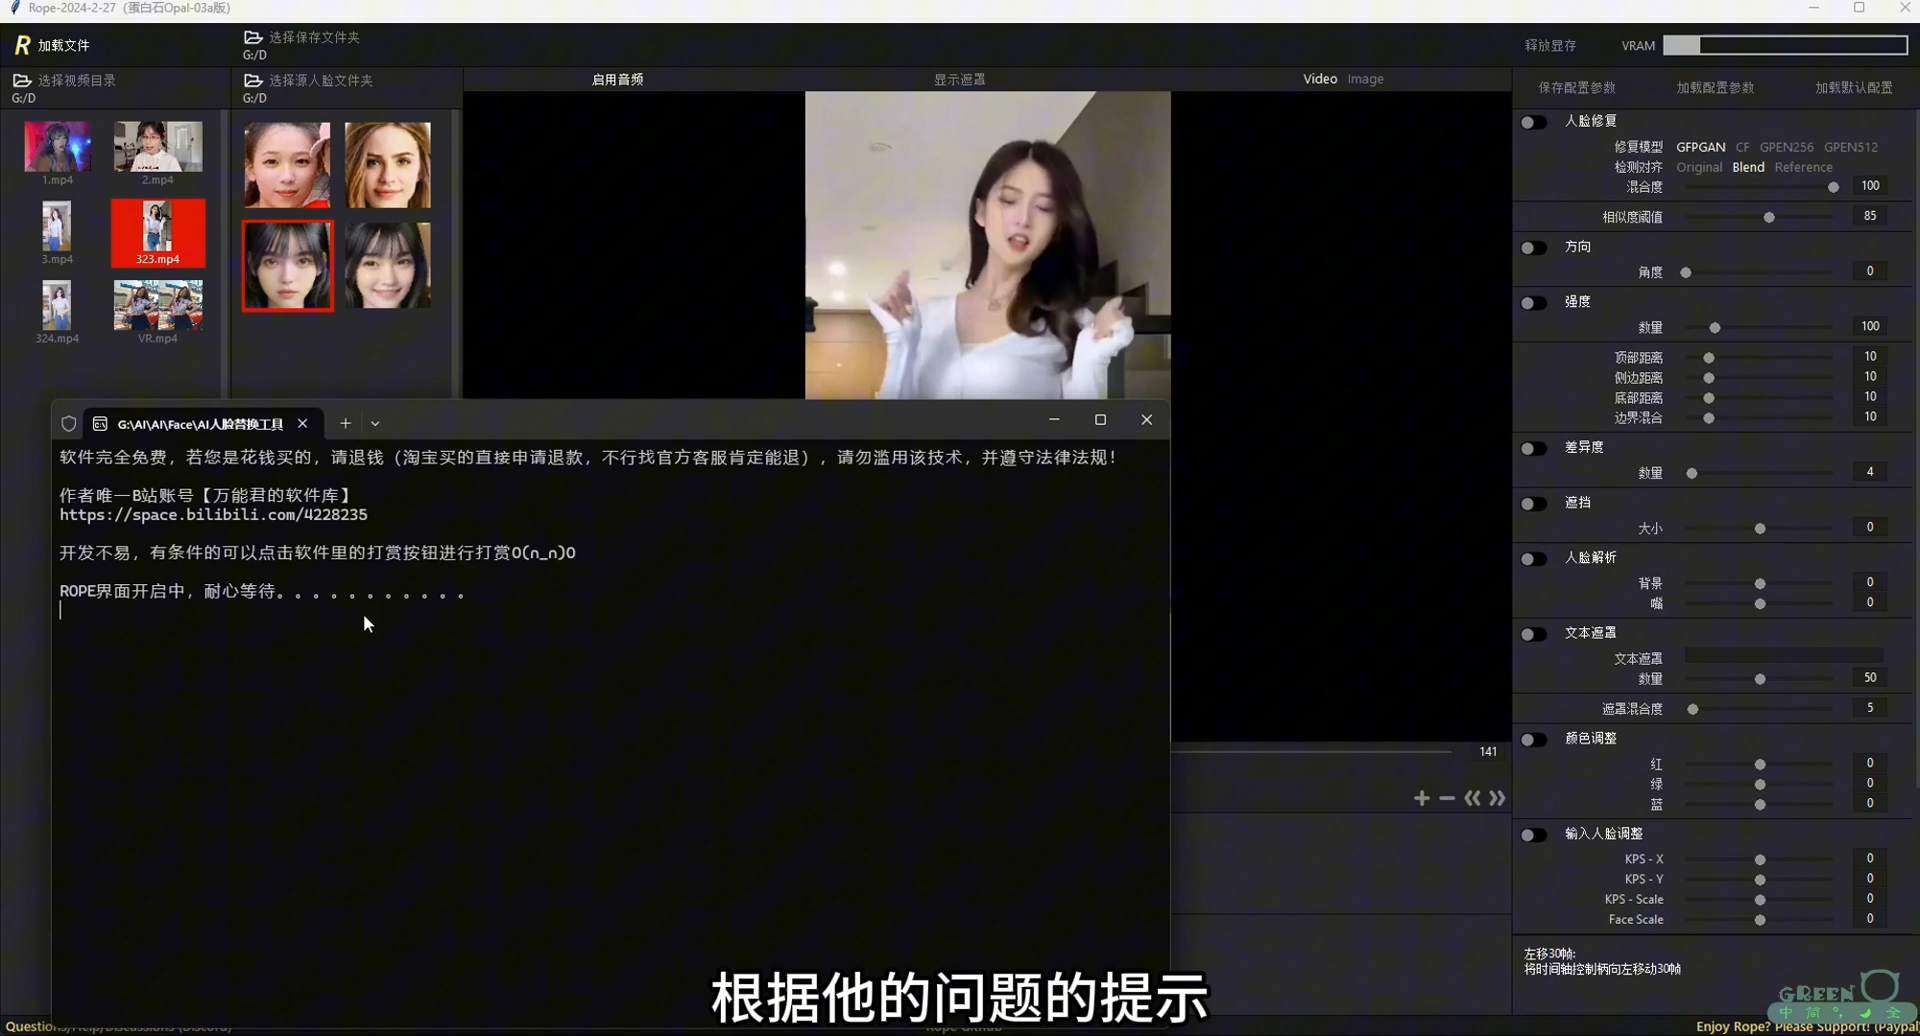 Rope-2024-2-27 (蛋白石Opal-03a版)
R 加载文件
选择保存文件夹
G:/D
释放显存
VRAM
选择视频目录
G:/D
选择源人脸文件夹
G:/D
启用音频
显示遮罩
Video Image
保存配置参数
加载配置参数
加载默认配置
1.mp4
2.mp4
3.mp4
323.mp4
324.mp4
VR.mp4
人脸修复
修复模型 GFPGAN CF GPEN256 GPEN512
检测对齐 Original Blend Reference
混合度 100
相似度阈值 85
方向
角度 0
强度
数量 100
顶部距离 10
侧边距离 10
底部距离 10
边界混合 10
差异度
数量 4
遮挡
大小 0
人脸解析
背景 0
嘴 0
文本遮罩
文本遮罩
数量 50
遮罩混合度 5
颜色调整
红 0
绿 0
蓝 0
输入人脸调整
KPS - X 0
KPS - Y 0
KPS - Scale 0
Face Scale 0
左移30帧:
将时间轴控制柄向左移动30帧
G:\AI\AI\Face\AI人脸替换工具
软件完全免费，若您是花钱买的，请退钱（淘宝买的直接申请退款，不行找官方客服肯定能退），请勿滥用该技术，并遵守法律法规！
作者唯一B站账号【万能君的软件库】
https://space.bilibili.com/4228235
开发不易，有条件的可以点击软件里的打赏按钮进行打赏O(n_n)O
ROPE界面开启中，耐心等待。。。。。。。。。。。
141
根据他的问题的提示
GREEN
中 简 °, 全
Questions/Help/Discussions (Discord)
Rope Github
Enjoy Rope? Please Support! (Paypal